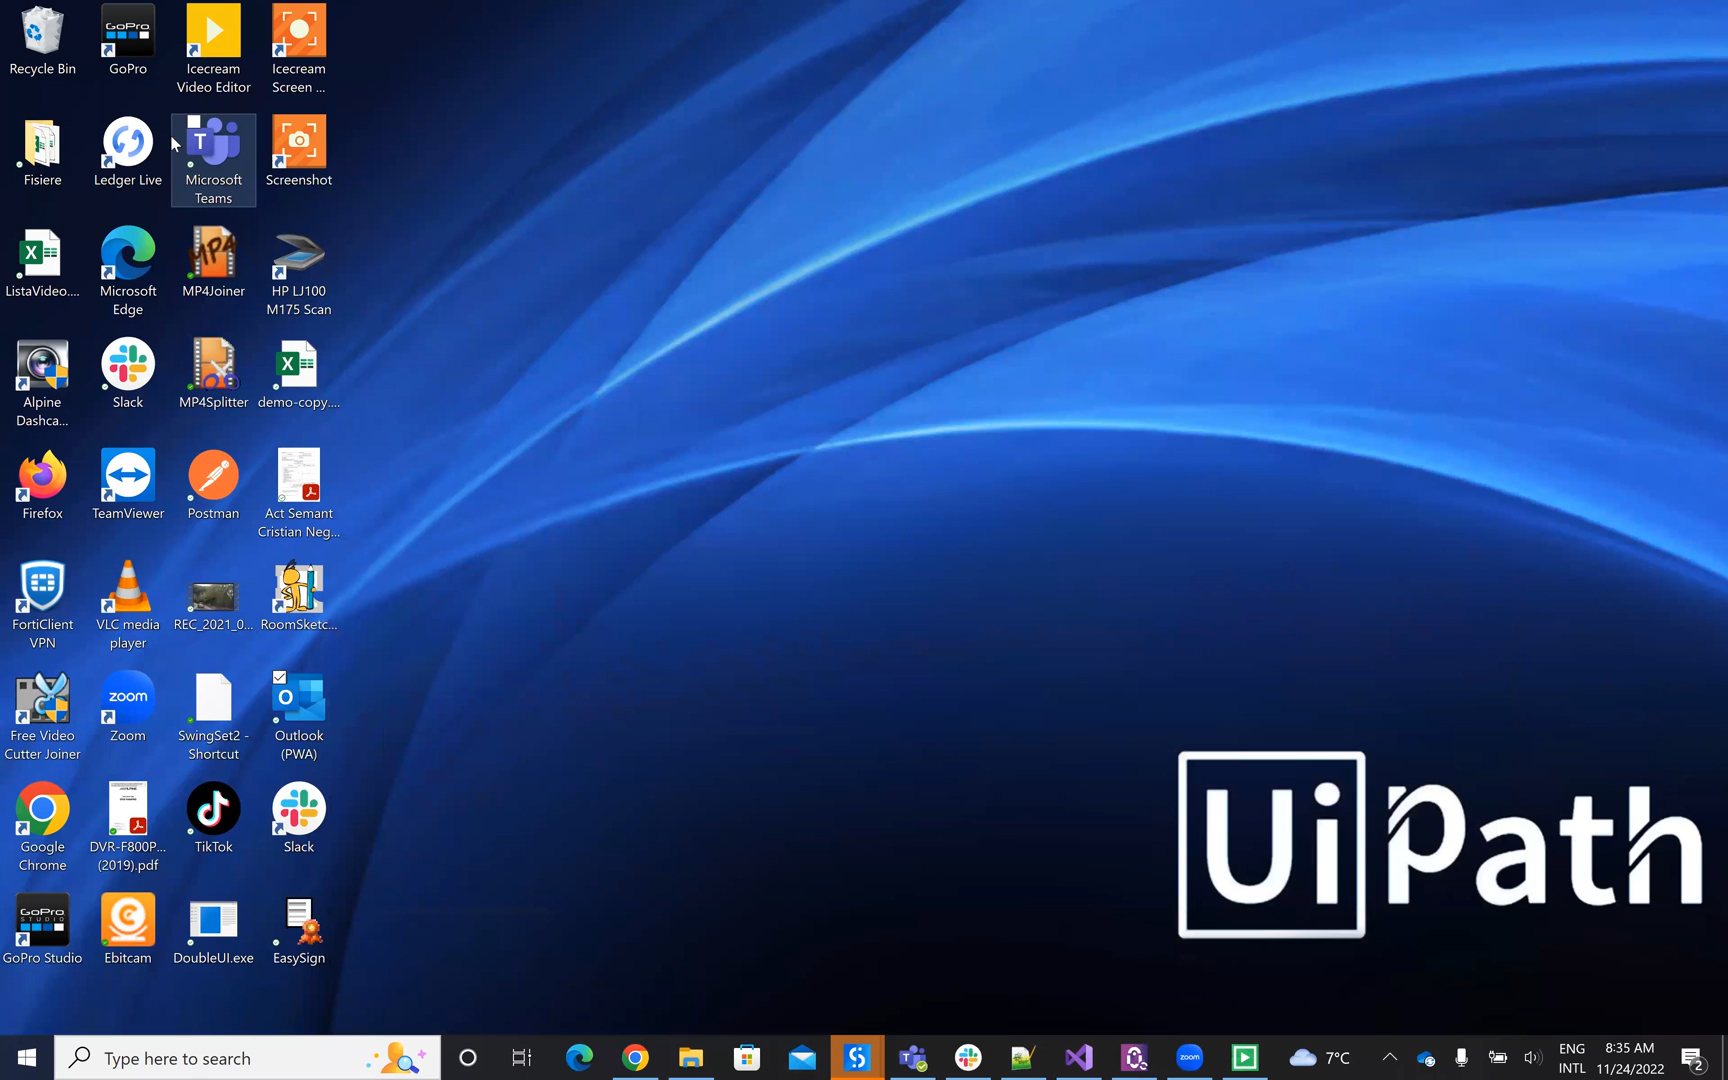 Recycle Bin
GoPro
GoPro
Icecream
Video Editor
Icecream
Screen ...
Fisiere
Ledger Live
T
Microsoft
Teams
Screenshot
X
ListaVideo....
Microsoft
Edge
MP4Joiner
HP LJ100
M175 Scan
Alpine
Dashca...
Slack
MP4Splitter
X
demo-copy....
Firefox
TeamViewer
Postman
Act Semant
Cristian Neg...
FortiClient
VPN
VLC media
player
REC_2021_0...
RoomSketc...
Free Video
Cutter Joiner
zoom
Zoom
SwingSet2 -
Shortcut
O
Outlook
(PWA)
Google
Chrome
DVR-F800P...
(2019).pdf
TikTok
Slack
GoPro
STUDIO
GoPro Studio
Ebitcam
DoubleUI.exe
EasySign
UiPath
Type here to search
zoom
7°C
ENG
INTL
8:35 AM
11/24/2022
2